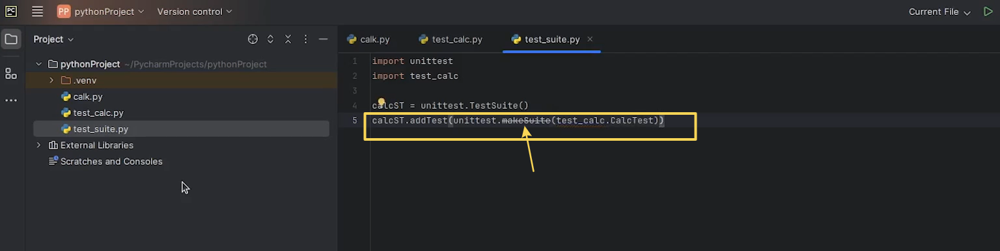 PC
PP pythonProject Version control Current File
Project
calk.py test_calc.py test_suite.py
pythonProject ~/PycharmProjects/pythonProject
.venv
calk.py
test_calc.py
test_suite.py
External Libraries
Scratches and Consoles
1 import unittest
2 import test_calc
3
4 calcST = unittest.TestSuite()
5 calcST.addTest(unittest.makeSuite(test_calc.CalcTest))